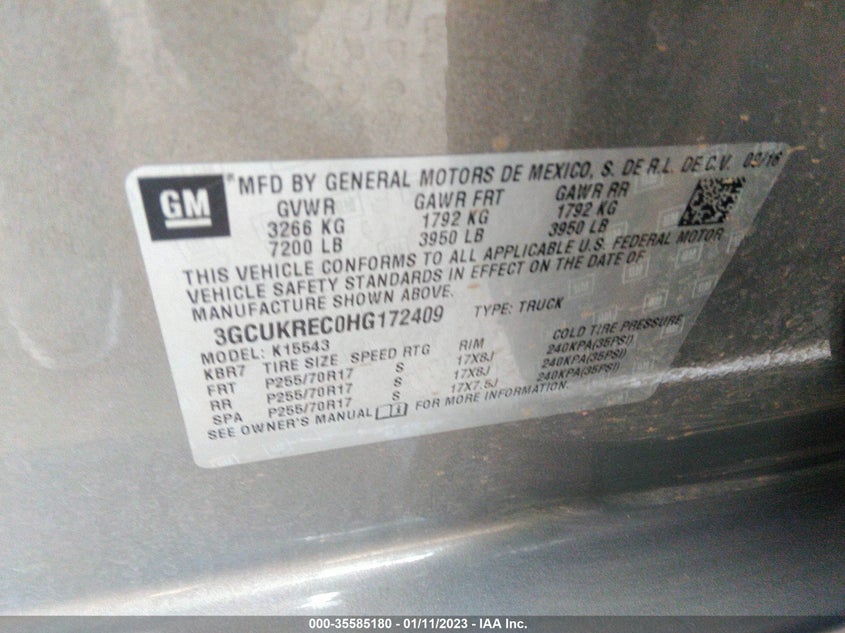 GM
MFD BY GENERAL MOTORS DE MEXICO, S. DE R.L. DE C.V. 09/16
GVWR GAWR FRT GAWR RR
3266 KG 1792 KG 1792 KG
7200 LB 3950 LB 3950 LB
THIS VEHICLE CONFORMS TO ALL APPLICABLE U.S. FEDERAL MOTOR
VEHICLE SAFETY STANDARDS IN EFFECT ON THE DATE OF
MANUFACTURE SHOWN ABOVE.
3GCUKREC0HG172409 TYPE: TRUCK
MODEL: K15543
KBR7 TIRE SIZE SPEED RTG RIM COLD TIRE PRESSURE
FRT P255/70R17 S 17X8J 240KPA(35PSI)
RR P255/70R17 S 17X8J 240KPA(35PSI)
SPA P255/70R17 S 17X7.5J 240KPA(35PSI)
SEE OWNER'S MANUAL FOR MORE INFORMATION.
000-35585180 - 01/11/2023 - IAA Inc.